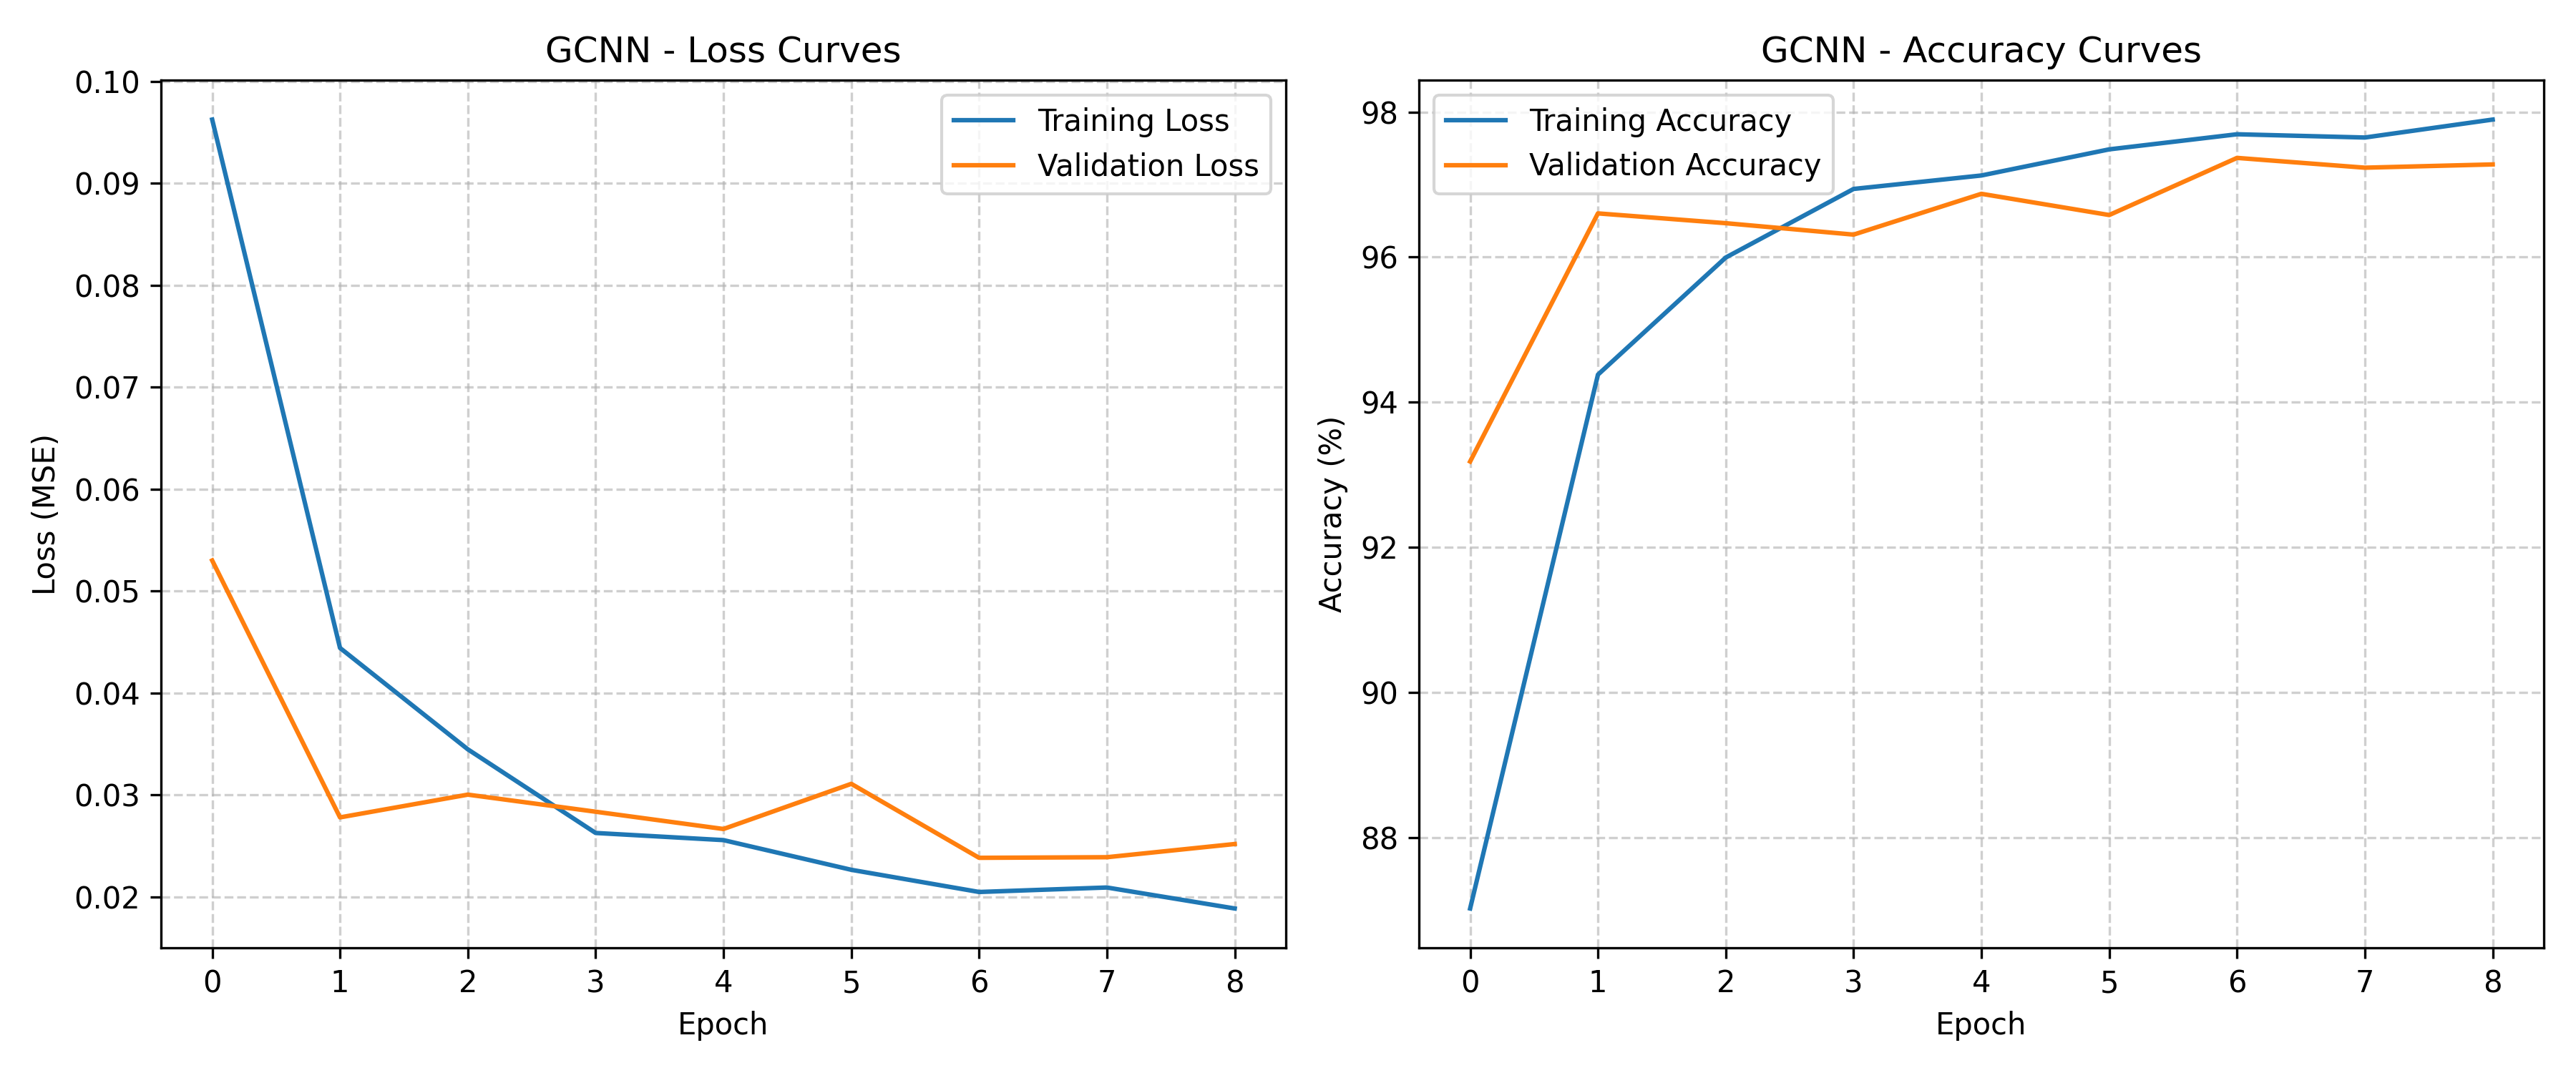 GCNN - Loss Curves
0.10
0.09
0.08
0.07
0.06
0.05
0.04
0.03
0.02
Loss (MSE)
Training Loss
Validation Loss
0 1 2 3 4 5 6 7 8
Epoch
GCNN - Accuracy Curves
98
96
94
92
90
88
Accuracy (%)
Training Accuracy
Validation Accuracy
0 1 2 3 4 5 6 7 8
Epoch